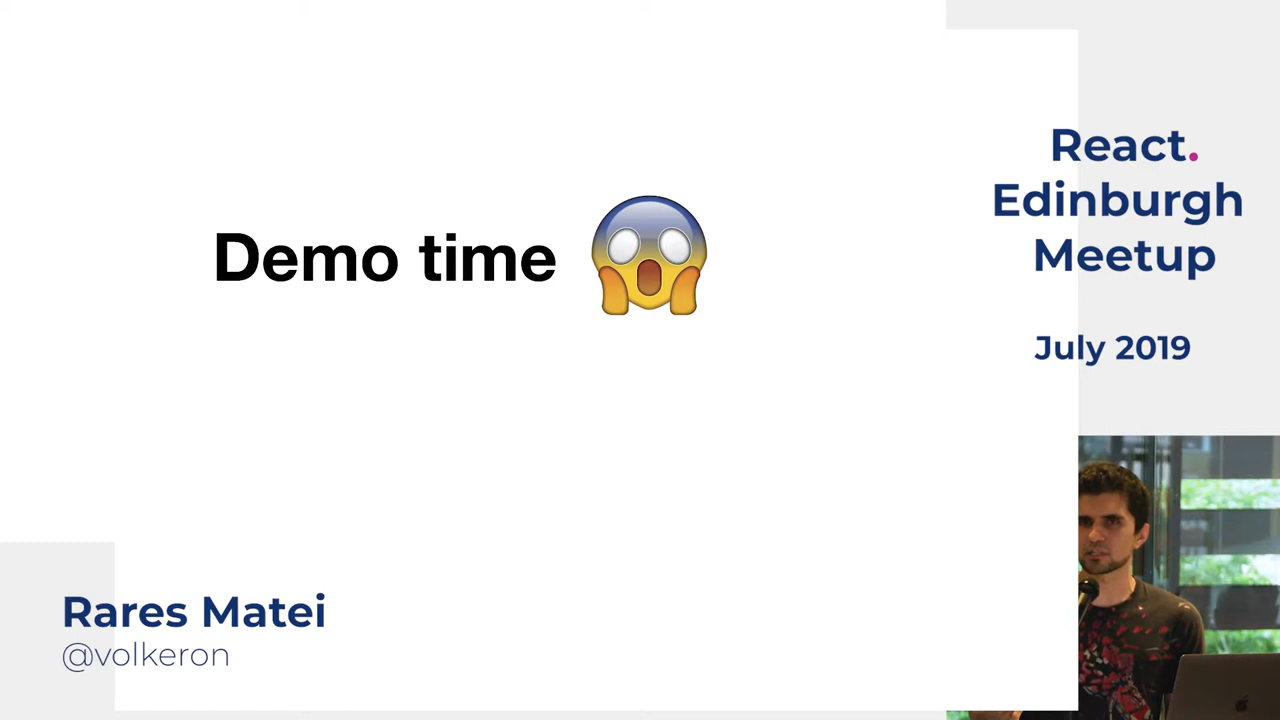 Demo time
React.
Edinburgh
Meetup
July 2019
Rares Matei
@volkeron